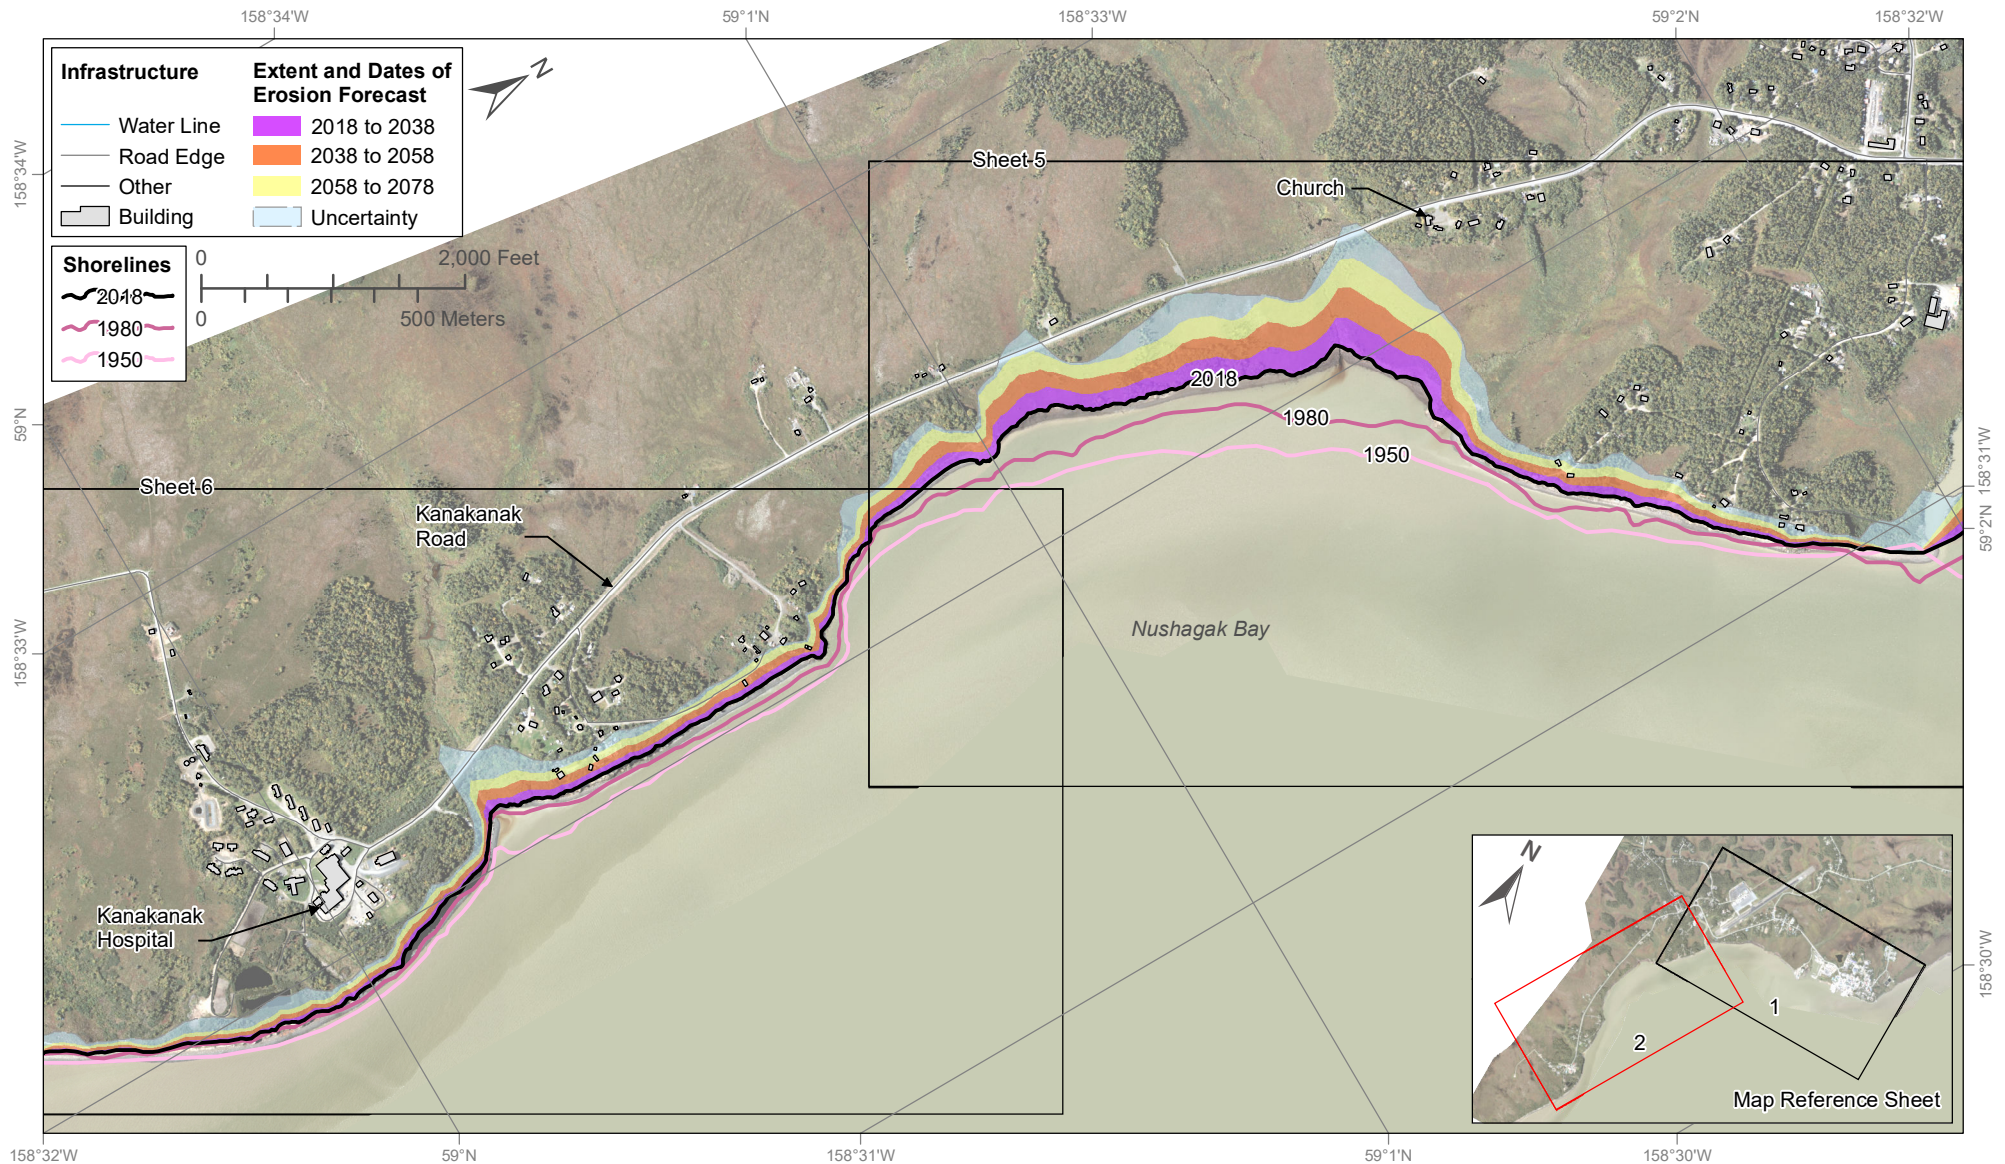 158°34'W
59°1'N
158°33'W
59°2'N
158°32'W
Infrastructure
Water Line
Road Edge
Other
Building
Extent and Dates of
Erosion Forecast
2018 to 2038
2038 to 2058
2058 to 2078
Uncertainty
N
Shorelines
2018
1980
1950
0
2,000 Feet
0
500 Meters
Sheet 5
Church
2018
1980
1950
Sheet 6
Kanakanak
Road
Nushagak Bay
Kanakanak
Hospital
N
1
2
Map Reference Sheet
158°34'W
59°N
158°33'W
158°31'W
59°2'N
158°30'W
158°32'W
59°N
158°31'W
59°1'N
158°30'W